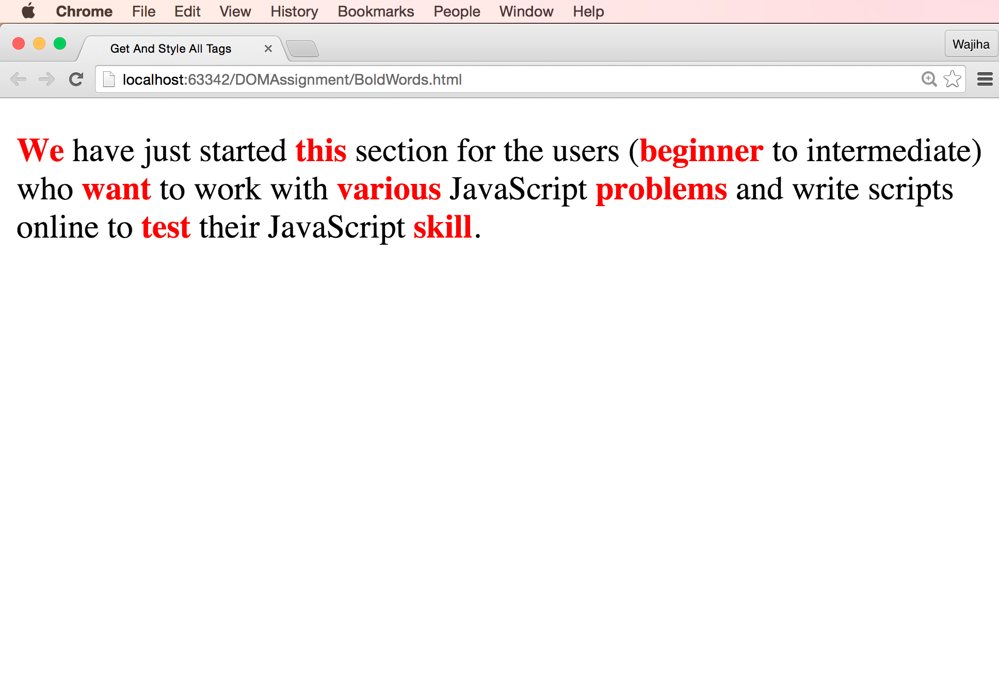 Chrome File Edit View History Bookmarks People Window Help
Get And Style All Tags
Wajiha
localhost:63342/DOMAssignment/BoldWords.html
We have just started this section for the users (beginner to intermediate)
who want to work with various JavaScript problems and write scripts
online to test their JavaScript skill.